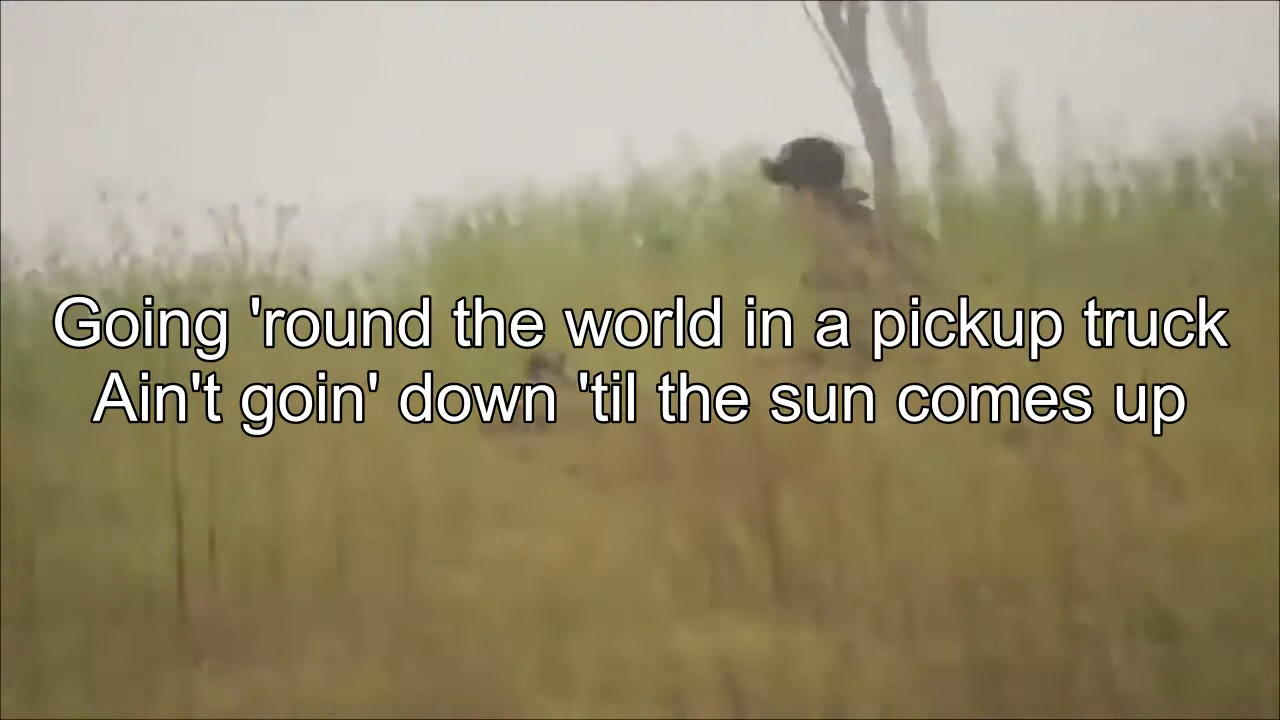 Going 'round the world in a pickup truck
Ain't goin' down 'til the sun comes up